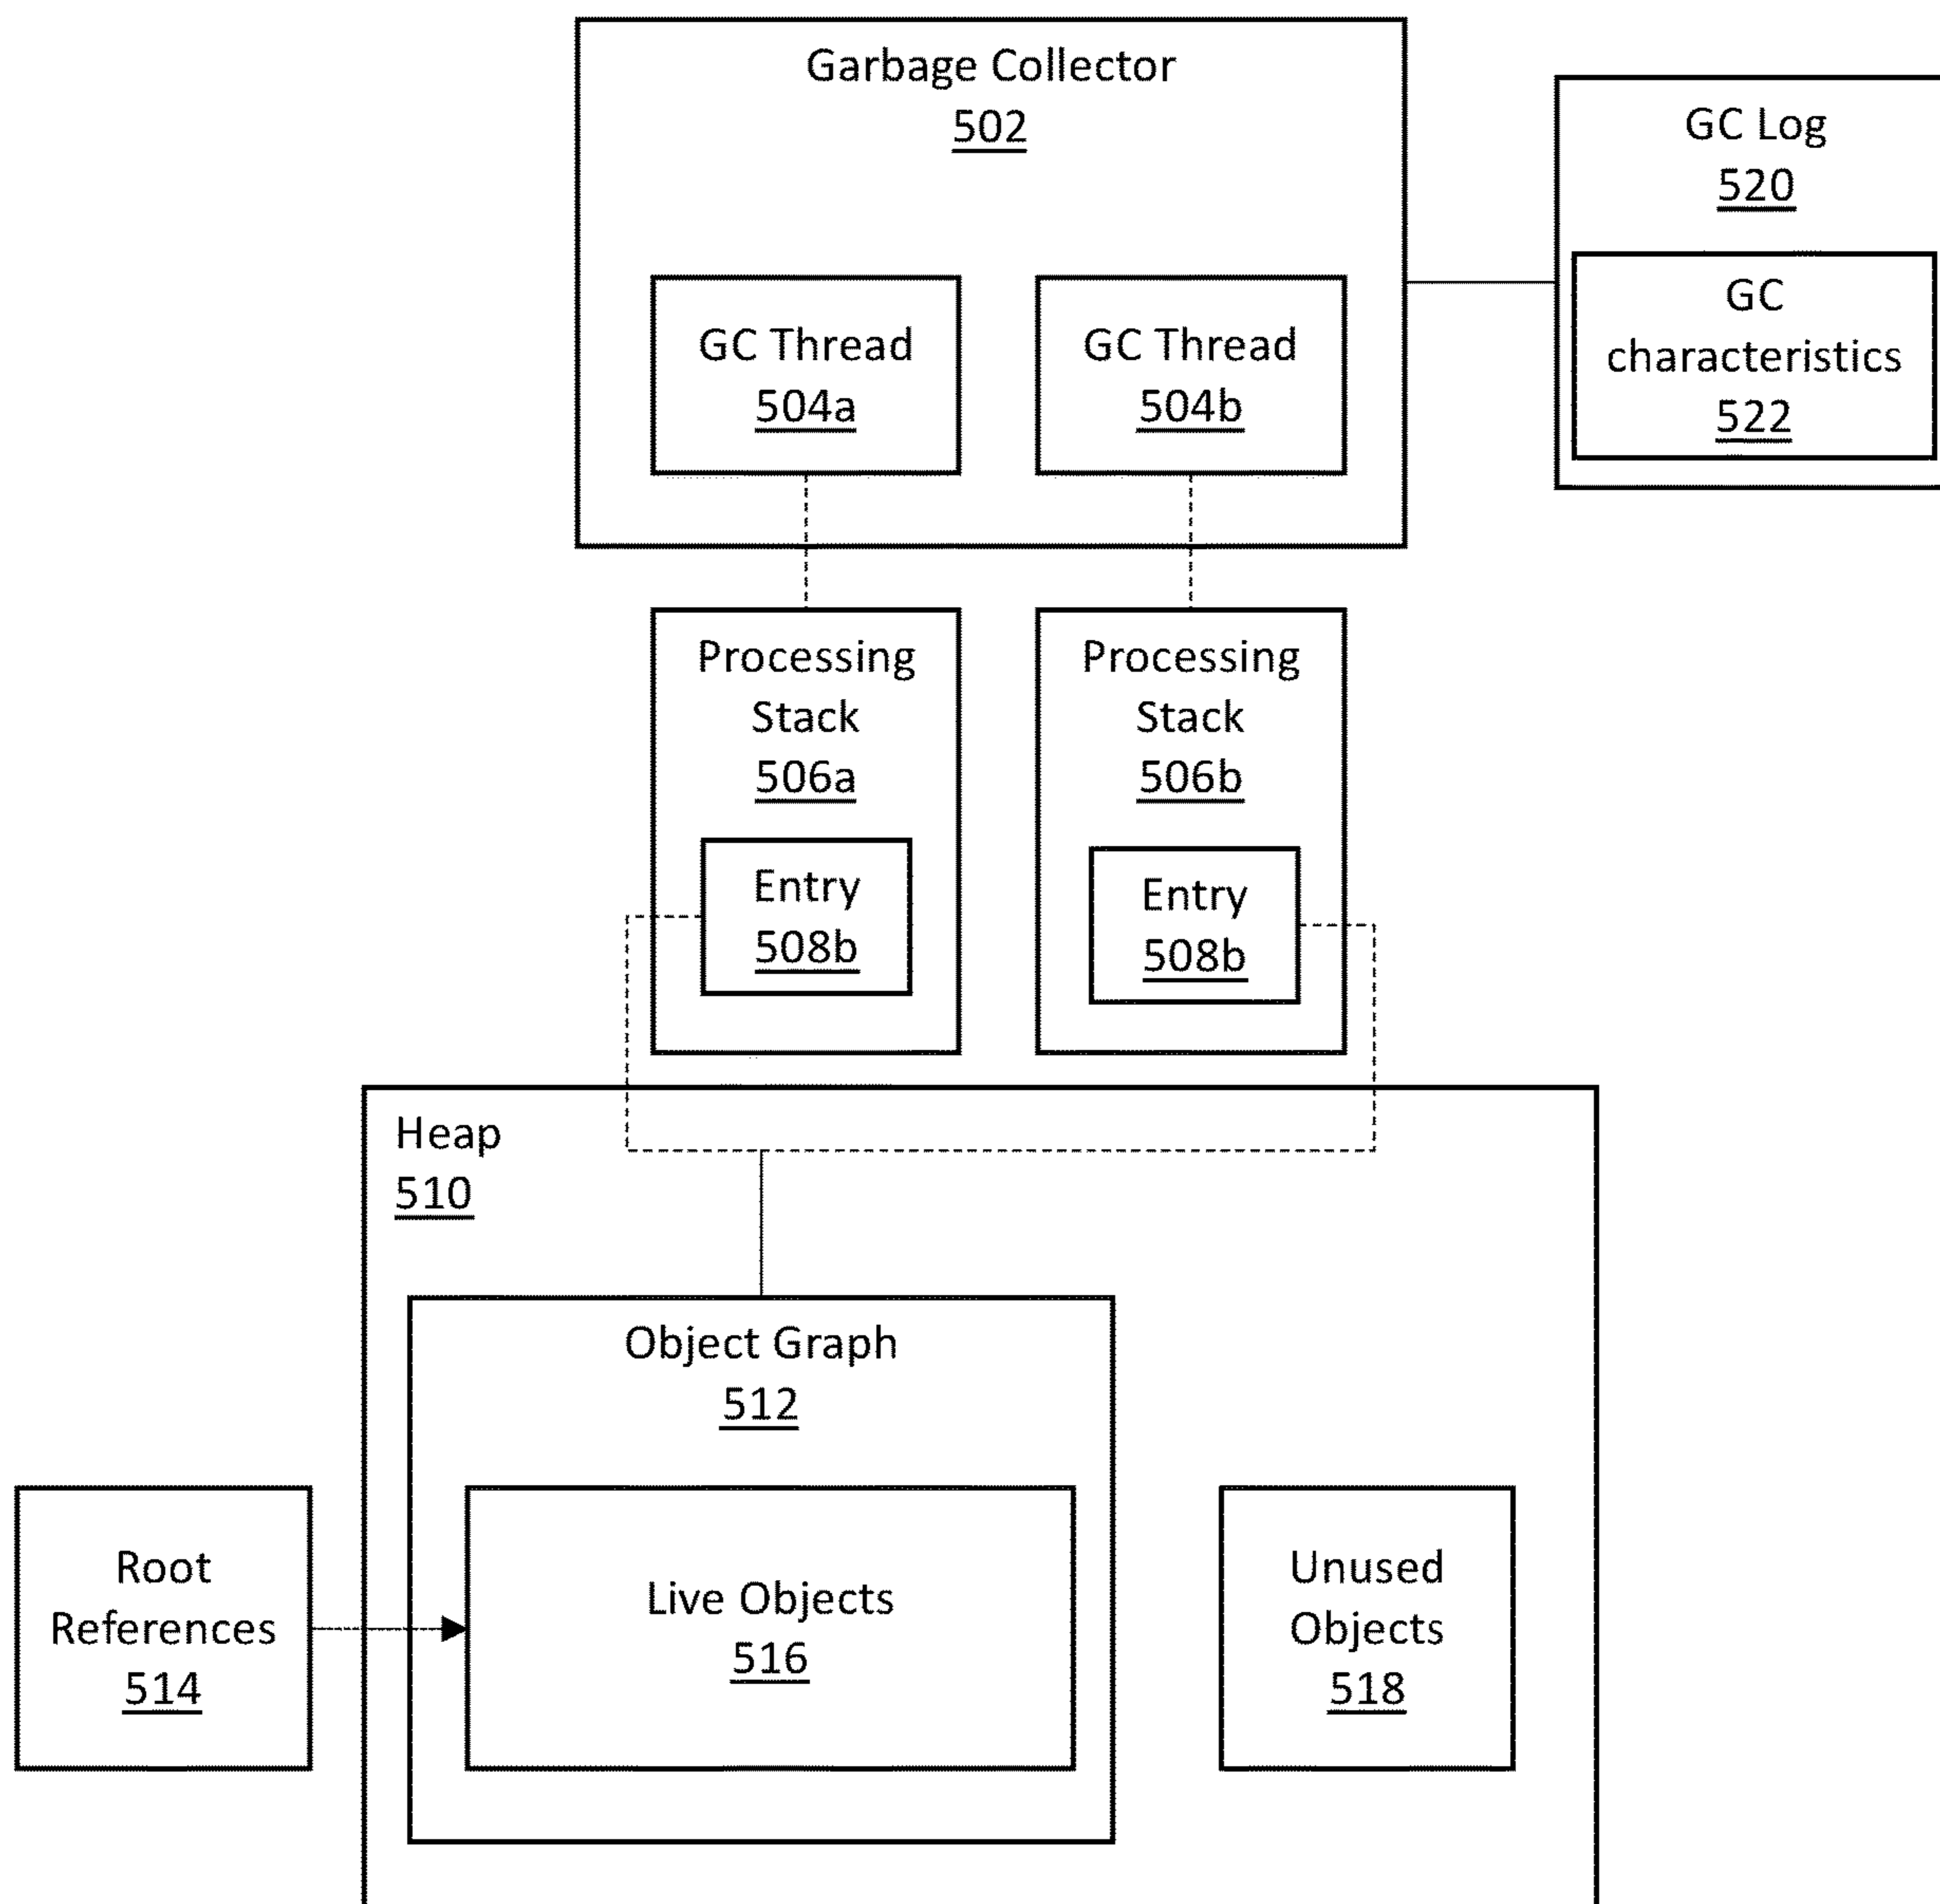 Garbage Collector
502
GC Log
520
GC
characteristics
522
GC Thread
504a
GC Thread
504b
Processing
Stack
506a
Entry
508b
Processing
Stack
506b
Entry
508b
Heap
510
Object Graph
512
Root
References
514
Live Objects
516
Unused
Objects
518